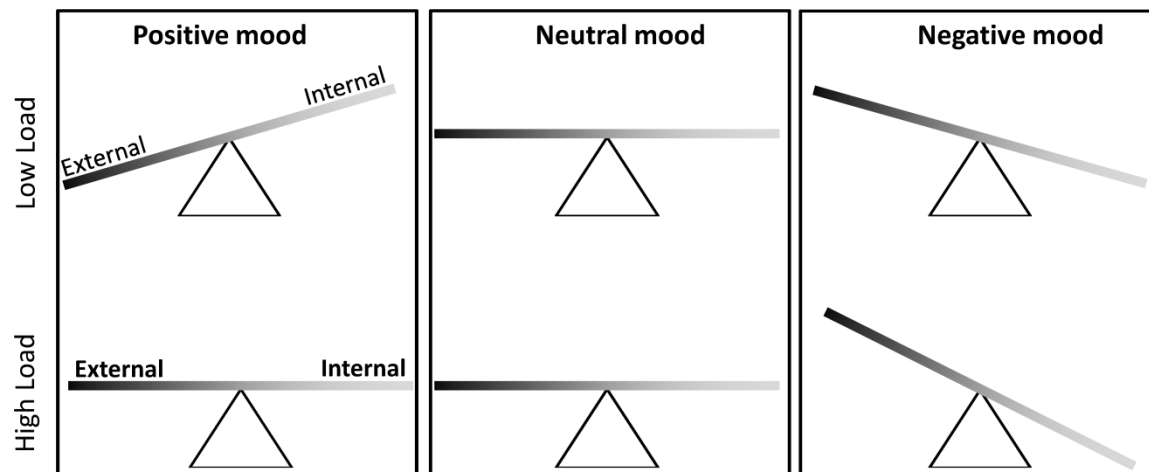 Positive mood
Neutral mood
Negative mood
Low Load
External
Internal
High Load
External
Internal